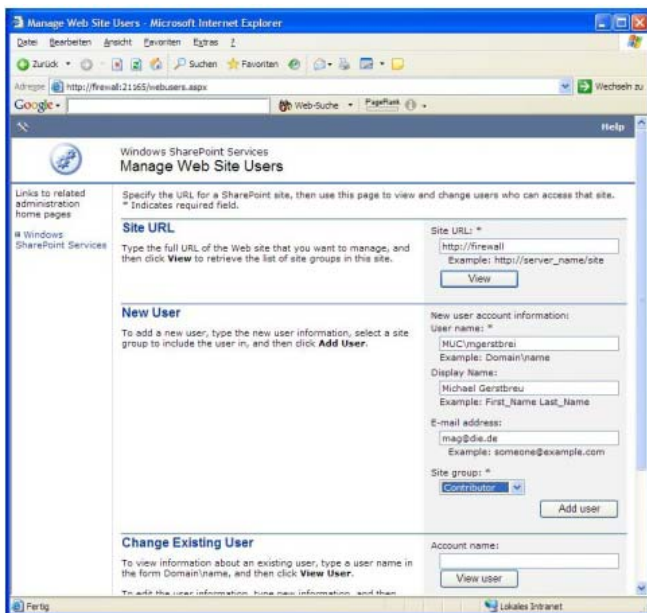 Manage Web Site Users - Microsoft Internet Explorer
Datei Bearbeiten Ansicht Favoriten Extras ?
Zurück Suchen Favoriten
Adresse http://firewall:21165/webusers.aspx Wechseln zu
Google Web-Suche PageRank
Help
Windows SharePoint Services
Manage Web Site Users
Links to related
administration
home pages
Windows
SharePoint Services
Specify the URL for a SharePoint site, then use this page to view and change users who can access that site.
* Indicates required field.
Site URL
Type the full URL of the Web site that you want to manage, and
then click View to retrieve the list of site groups in this site.
Site URL: *
http://firewall
Example: http://server_name/site
View
New User
To add a new user, type the new user information, select a site
group to include the user in, and then click Add User.
New user account information:
User name: *
MUC\mgerstbrei
Example: Domain\name
Display Name:
Michael Gerstbreu
Example: First_Name Last_Name
E-mail address:
mag@die.de
Example: someone@example.com
Site group: *
Contributor
Add user
Change Existing User
To view information about an existing user, type a user name in
the form Domain\name, and then click View User.
To edit the user information, type new information, and then
Account name:
View user
Fertig Lokales Intranet